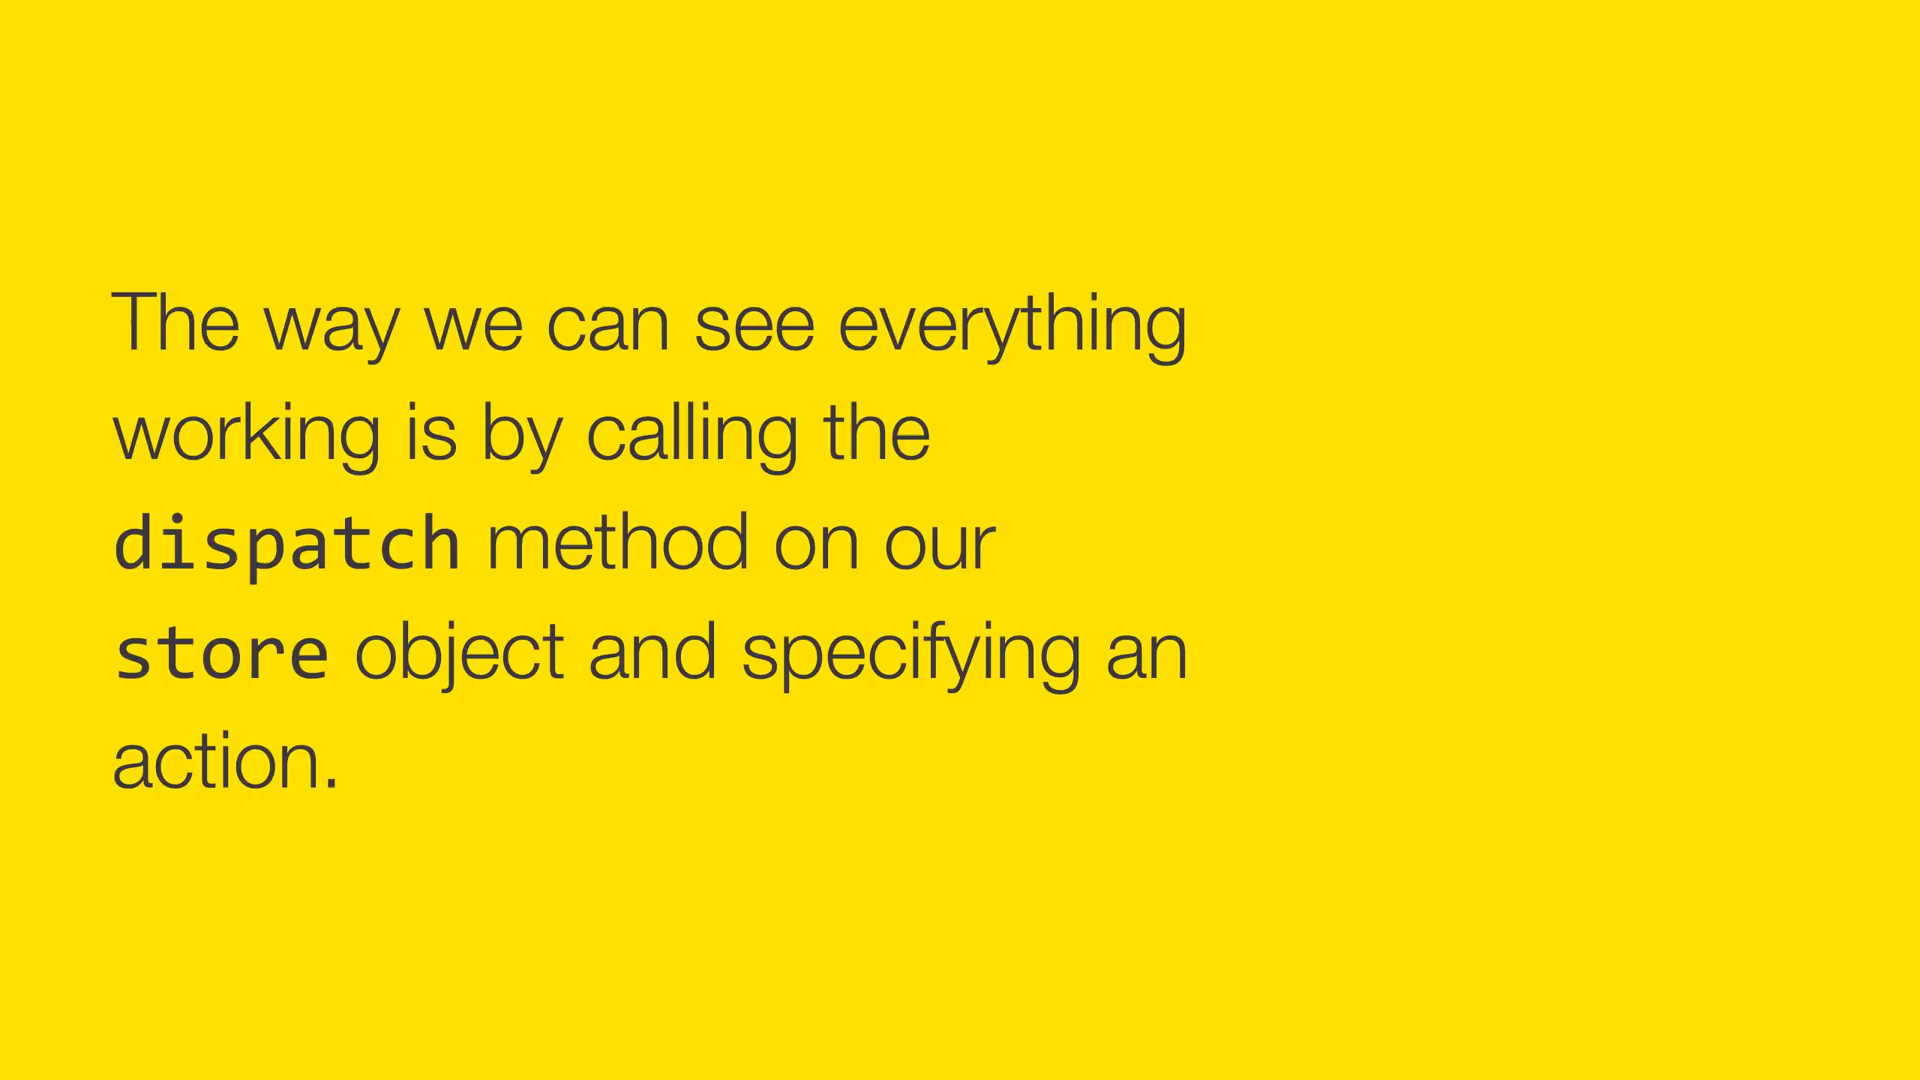 The way we can see everything
working is by calling the
dispatch method on our
store object and specifying an
action.